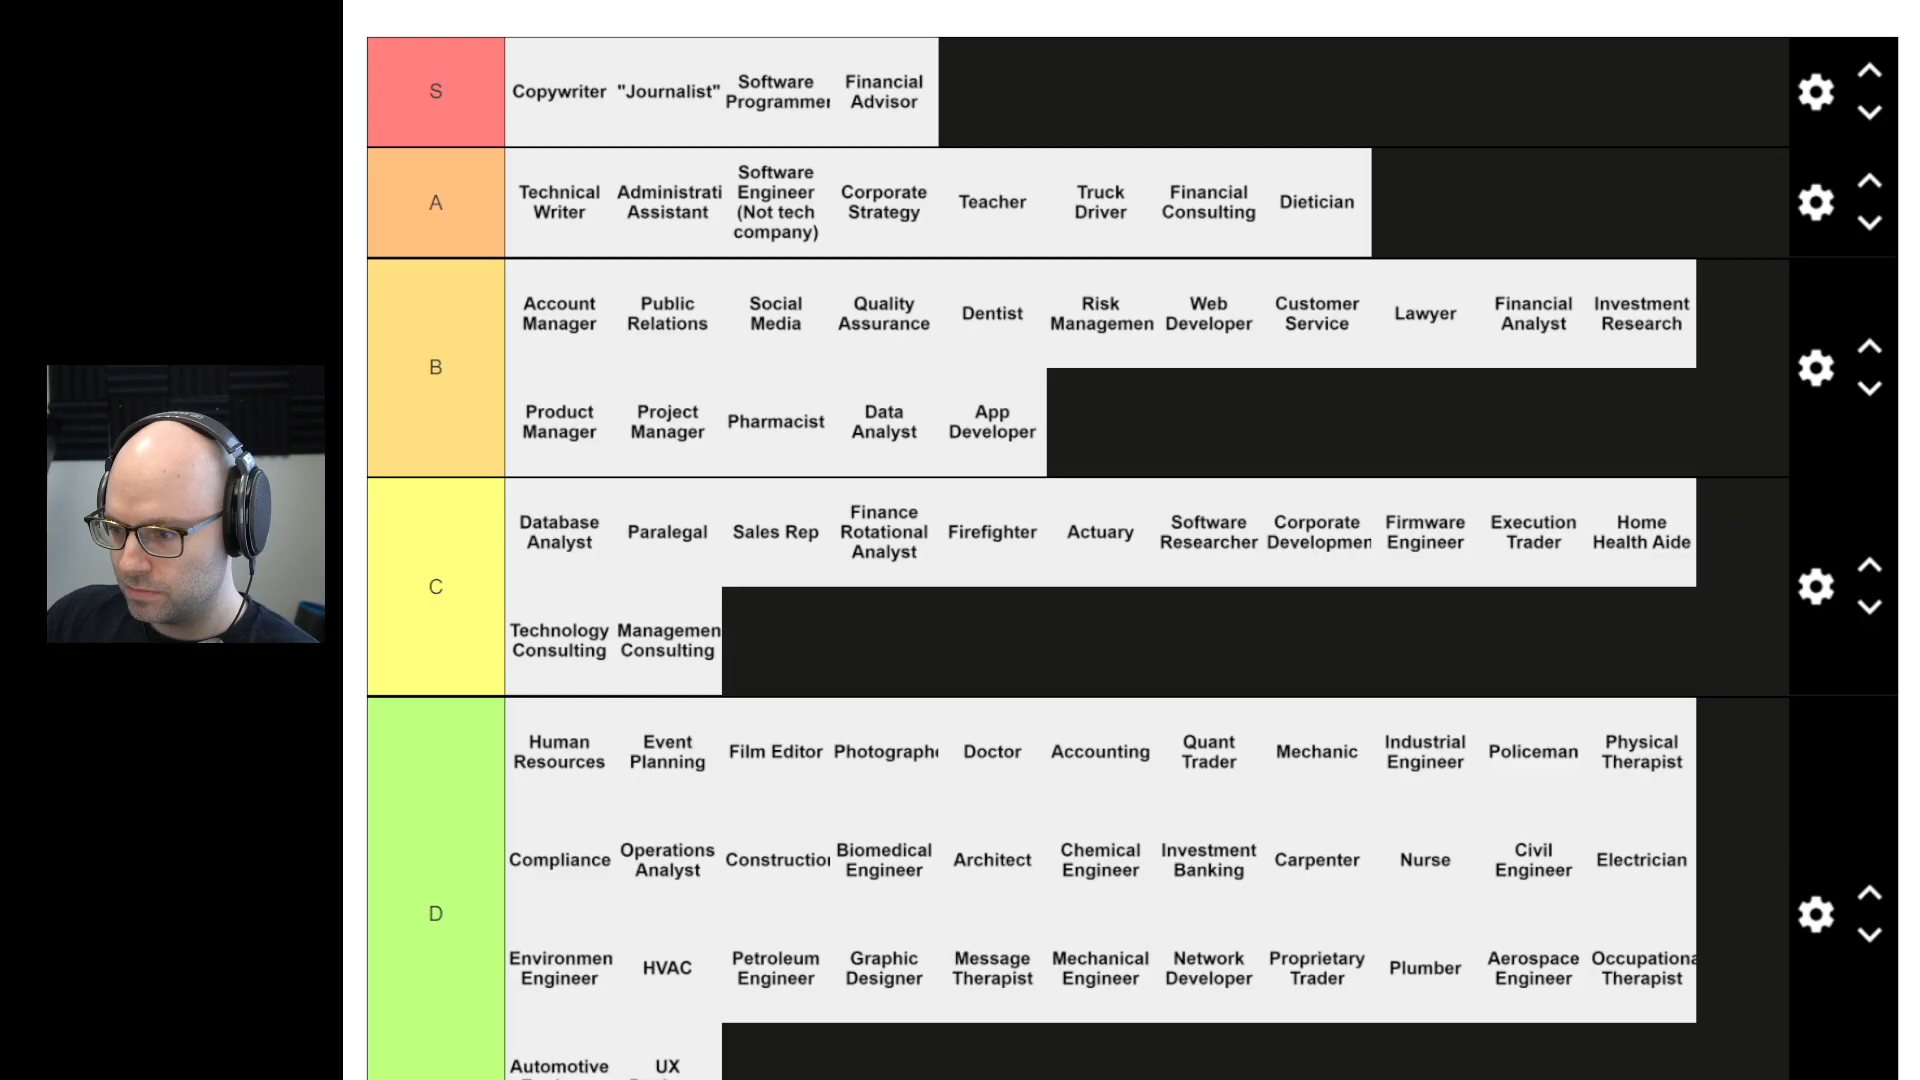 S
Copywriter
"Journalist"
Software
Programmer
Financial
Advisor
A
Technical
Writer
Administrati
Assistant
Software
Engineer
(Not tech
company)
Corporate
Strategy
Teacher
Truck
Driver
Financial
Consulting
Dietician
B
Account
Manager
Public
Relations
Social
Media
Quality
Assurance
Dentist
Risk
Managemen
Web
Developer
Customer
Service
Lawyer
Financial
Analyst
Investment
Research
Product
Manager
Project
Manager
Pharmacist
Data
Analyst
App
Developer
C
Database
Analyst
Paralegal
Sales Rep
Finance
Rotational
Analyst
Firefighter
Actuary
Software
Researcher
Corporate
Developmen
Firmware
Engineer
Execution
Trader
Home
Health Aide
Technology
Consulting
Managemen
Consulting
D
Human
Resources
Event
Planning
Film Editor
Photographe
Doctor
Accounting
Quant
Trader
Mechanic
Industrial
Engineer
Policeman
Physical
Therapist
Compliance
Operations
Analyst
Construction
Biomedical
Engineer
Architect
Chemical
Engineer
Investment
Banking
Carpenter
Nurse
Civil
Engineer
Electrician
Environmen
Engineer
HVAC
Petroleum
Engineer
Graphic
Designer
Message
Therapist
Mechanical
Engineer
Network
Developer
Proprietary
Trader
Plumber
Aerospace
Engineer
Occupationa
Therapist
Automotive
UX